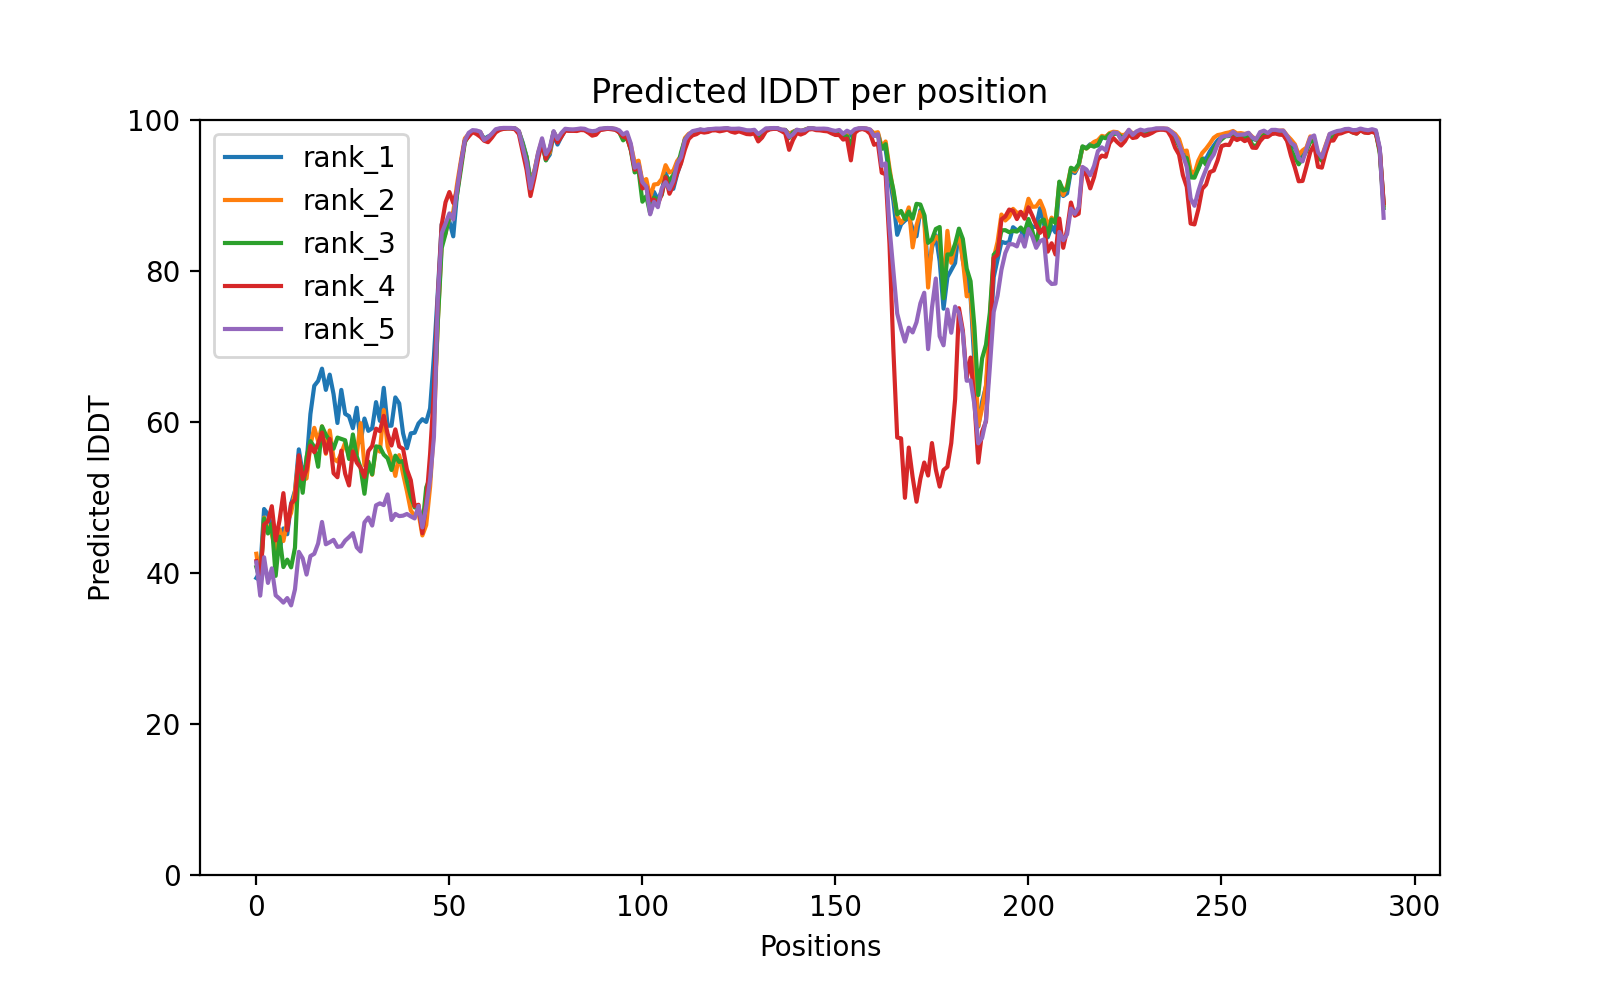 Predicted lDDT per position
100
80
60
40
20
0
Predicted lDDT
rank_1
rank_2
rank_3
rank_4
rank_5
0 50 100 150 200 250 300
Positions